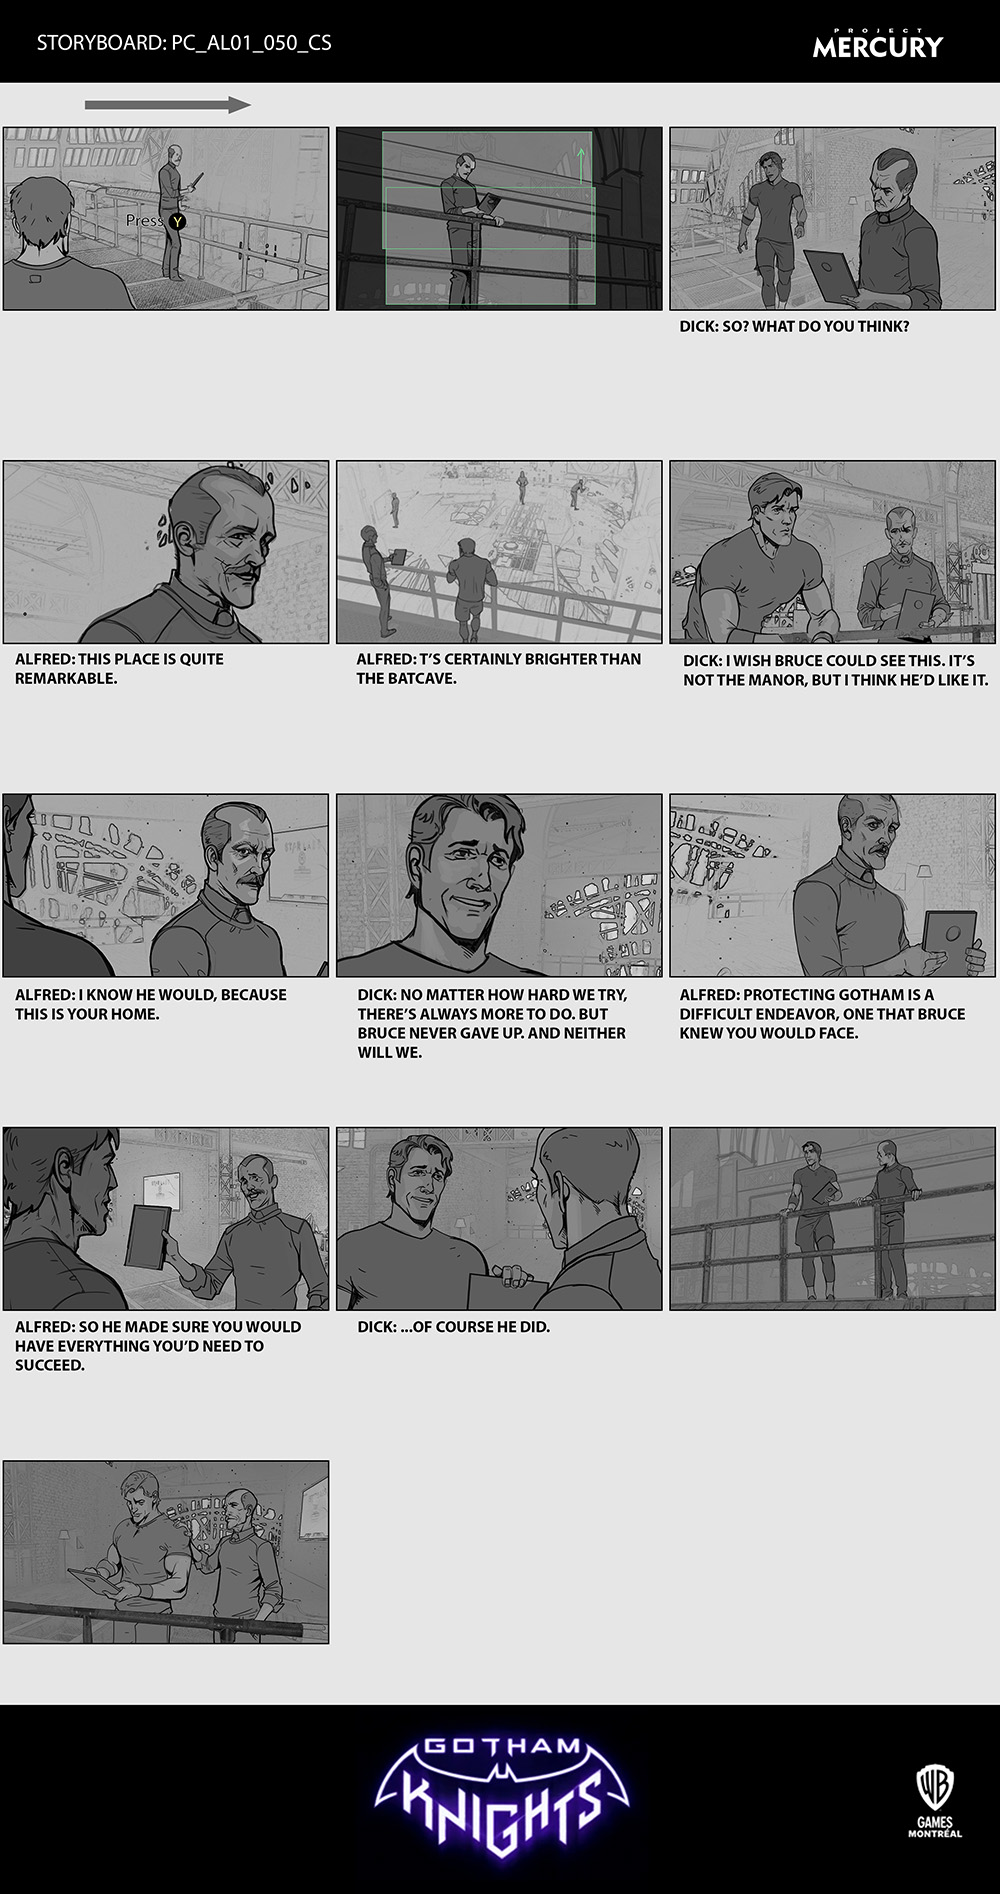 STORYBOARD: PC_AL01_050_CS
PROJECT
MERCURY
Press Y
DICK: SO? WHAT DO YOU THINK?
ALFRED: THIS PLACE IS QUITE
REMARKABLE.
ALFRED: T'S CERTAINLY BRIGHTER THAN
THE BATCAVE.
DICK: I WISH BRUCE COULD SEE THIS. IT'S
NOT THE MANOR, BUT I THINK HE'D LIKE IT.
ALFRED: I KNOW HE WOULD, BECAUSE
THIS IS YOUR HOME.
DICK: NO MATTER HOW HARD WE TRY,
THERE'S ALWAYS MORE TO DO. BUT
BRUCE NEVER GAVE UP. AND NEITHER
WILL WE.
ALFRED: PROTECTING GOTHAM IS A
DIFFICULT ENDEAVOR, ONE THAT BRUCE
KNEW YOU WOULD FACE.
ALFRED: SO HE MADE SURE YOU WOULD
HAVE EVERYTHING YOU'D NEED TO
SUCCEED.
DICK: ...OF COURSE HE DID.
GOTHAM
KNIGHTS
WB
GAMES
MONTRÉAL